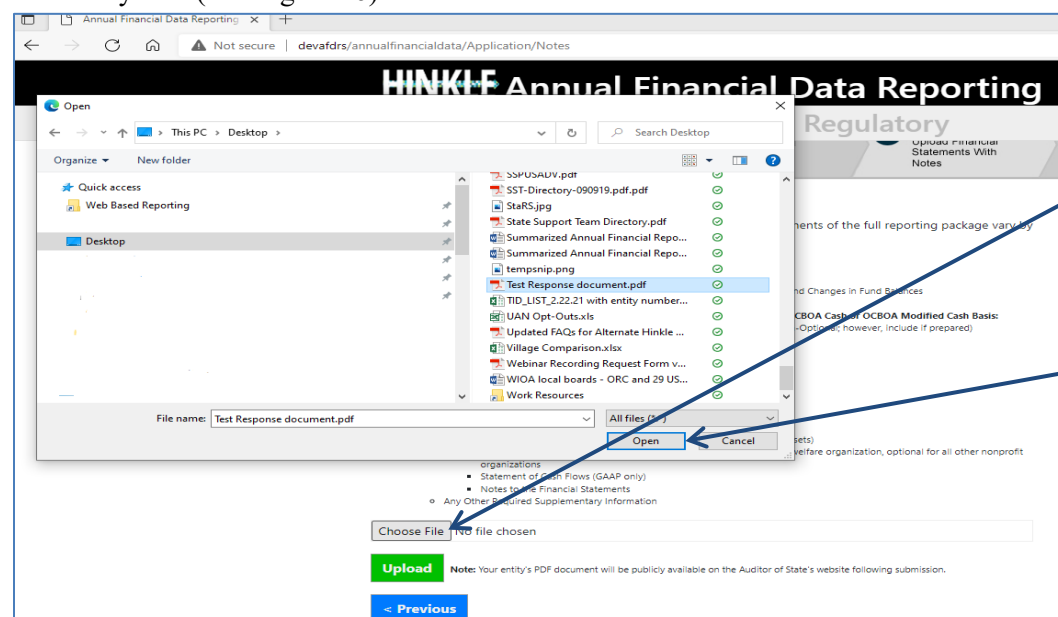 Annual Financial Data Reporting
Not secure | devafdrs/annualfinancialdata/Application/Notes
HINKLE Annual Financial Data Reporting
Regulatory
Upload Financial
Statements With
Notes
Open
This PC > Desktop >
Search Desktop
Organize
New folder
Quick access
Web Based Reporting
Desktop
SSPUSADV.pdf
SST-Directory-090919.pdf.pdf
StaRS.jpg
State Support Team Directory.pdf
Summarized Annual Financial Repo...
Summarized Annual Financial Repo...
tempsnip.png
Test Response document.pdf
TID_LIST_2.22.21 with entity number...
UAN Opt-Outs.xls
Updated FAQs for Alternate Hinkle ...
Village Comparison.xlsx
Webinar Recording Request Form v...
WIOA local boards - ORC and 29 US...
Work Resources
File name: Test Response document.pdf
All files (*.*)
Open
Cancel
of the full reporting package vary by
Changes in Fund Balances
Cash or OCBOA Modified Cash Basis:
-Optional; however, include if prepared)
welfare organization, optional for all other nonprofit
organizations
Statement of Cash Flows (GAAP only)
Notes to the Financial Statements
Any Other Required Supplementary Information
Choose File No file chosen
Upload Note: Your entity's PDF document will be publicly available on the Auditor of State's website following submission.
< Previous